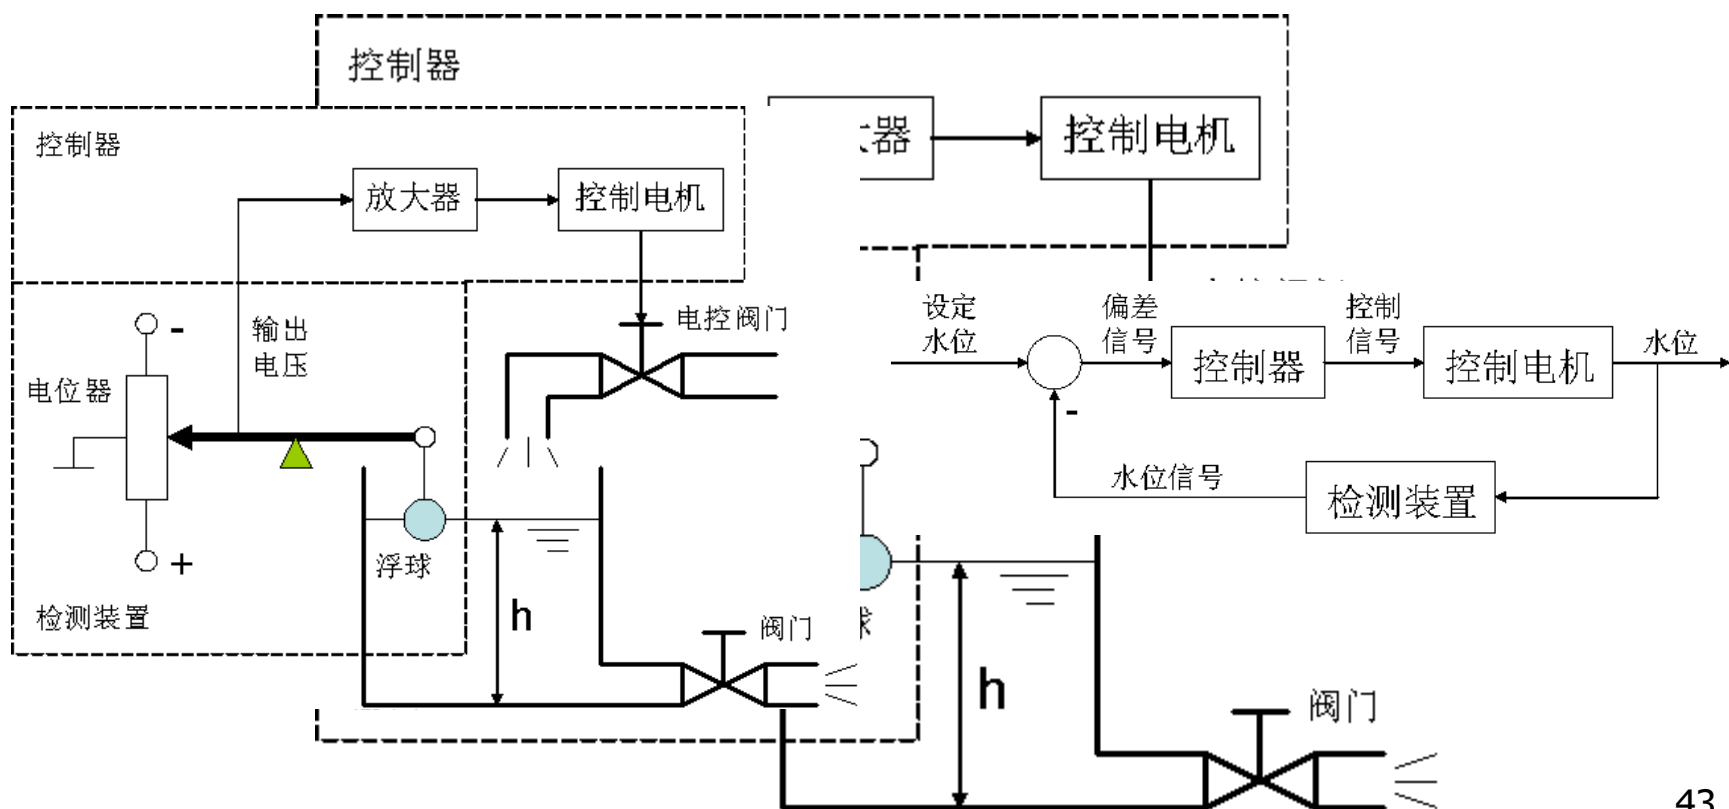 控制器
控制电机
控制器
放大器
控制电机
器
电控阀门
输出
电压
电位器
-
+
浮球
检测装置
h
阀门
设定
水位
偏差
信号
控制器
控制
信号
控制电机
水位
-
水位信号
检测装置
h
阀门
43